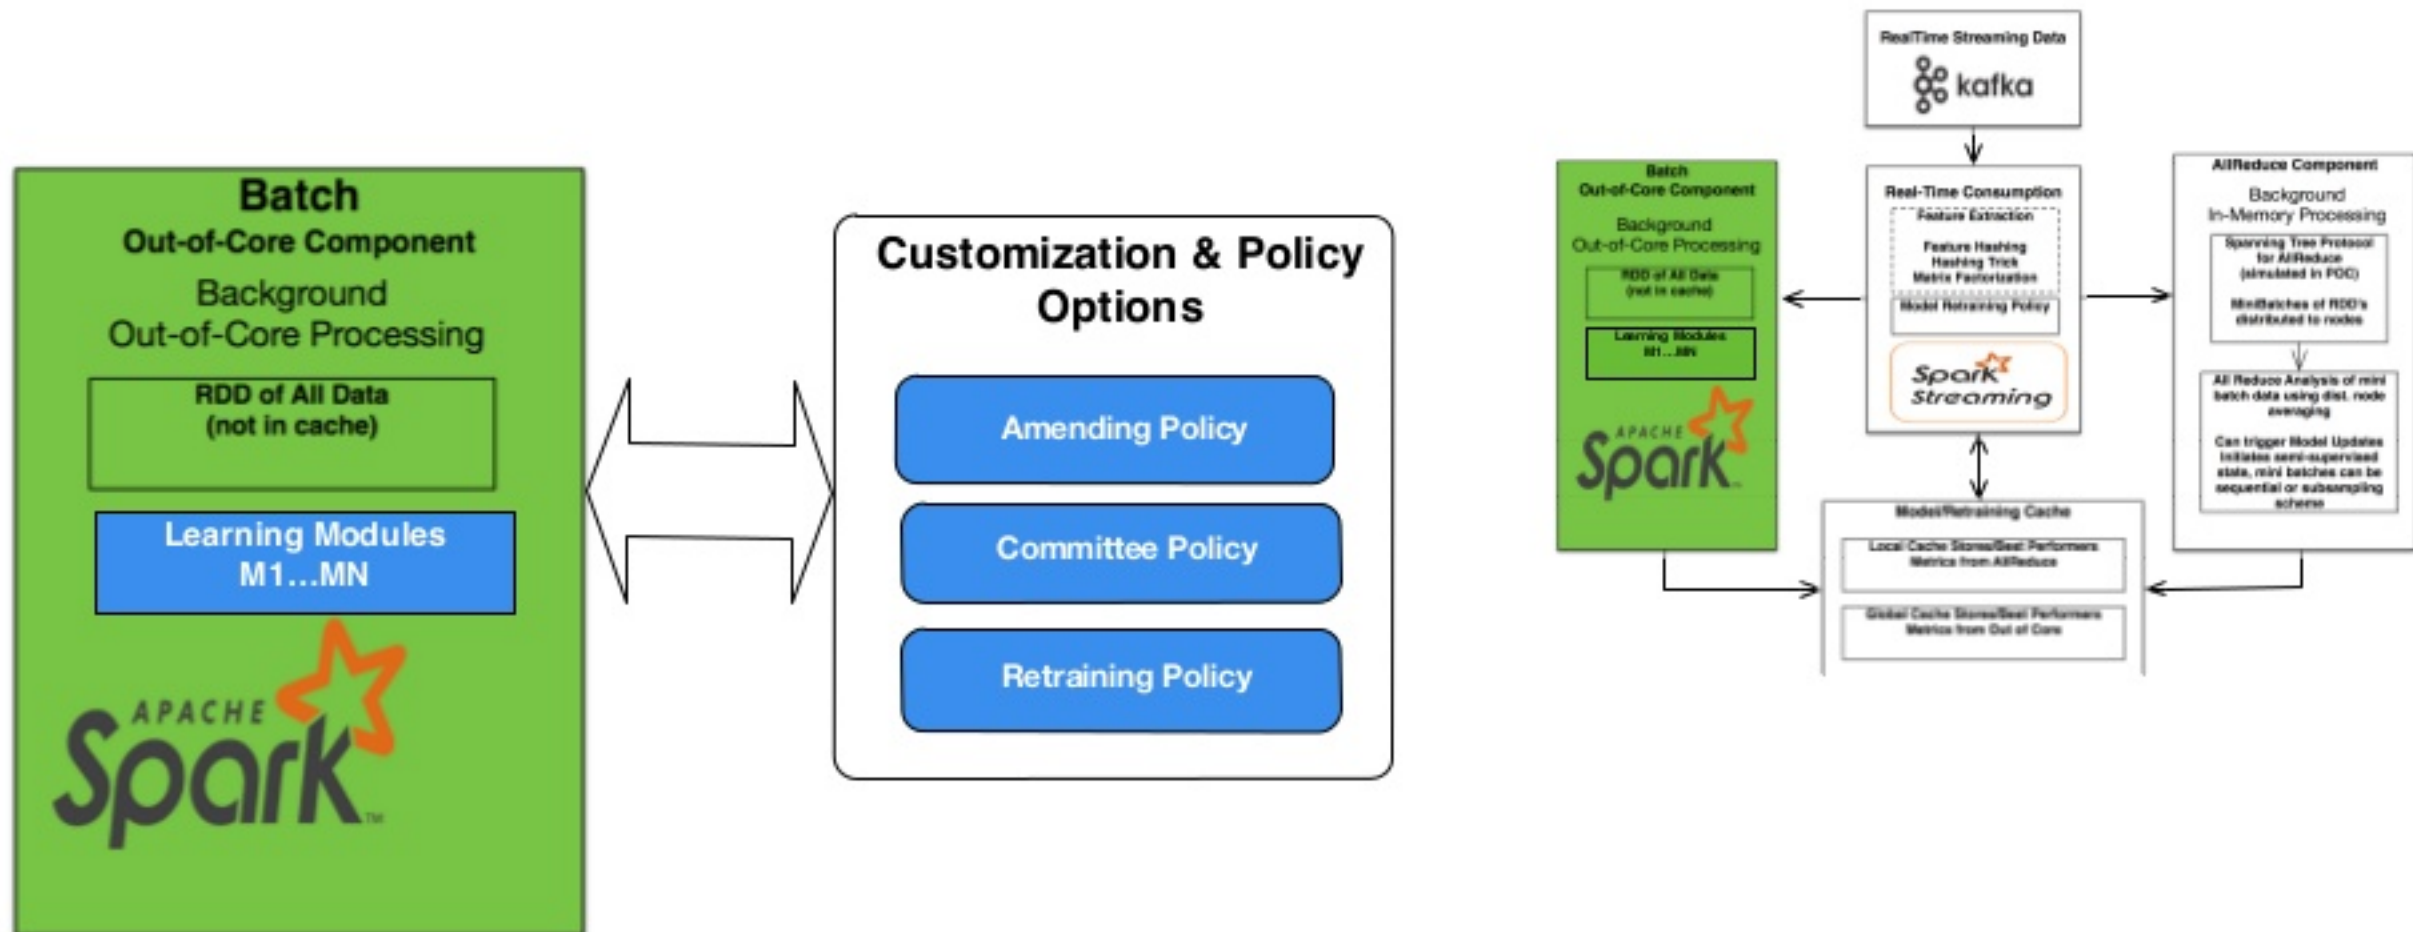 Batch
Out-of-Core Component
Background
Out-of-Core Processing
RDD of All Data
(not in cache)
Learning Modules
M1...MN
APACHE
Spark
TM
Customization & Policy
Options
Amending Policy
Committee Policy
Retraining Policy
RealTime Streaming Data
kafka
Batch
Out-of-Core Component
Background
Out-of-Core Processing
RDD of All Data
(not in cache)
Learning Modules
M1...MN
APACHE
Spark
Real-Time Consumption
Feature Extraction
Feature Hashing
Hashing Trick
Matrix Factorization
Model Retraining Policy
Spark
Streaming
AllReduce Component
Background
In-Memory Processing
Spanning Tree Protocol
for AllReduce
(simulated in POC)
MiniBatches of RDD's
distributed to nodes
All Reduce Analysis of mini
batch data using dist. node
averaging
Can trigger Model Updates
Initiates semi-supervised
state, mini batches can be
sequential or subsampling
scheme
Model/Retraining Cache
Local Cache Stores/Best Performers
Metrics from AllReduce
Global Cache Stores/Best Performers
Metrics from Out of Core